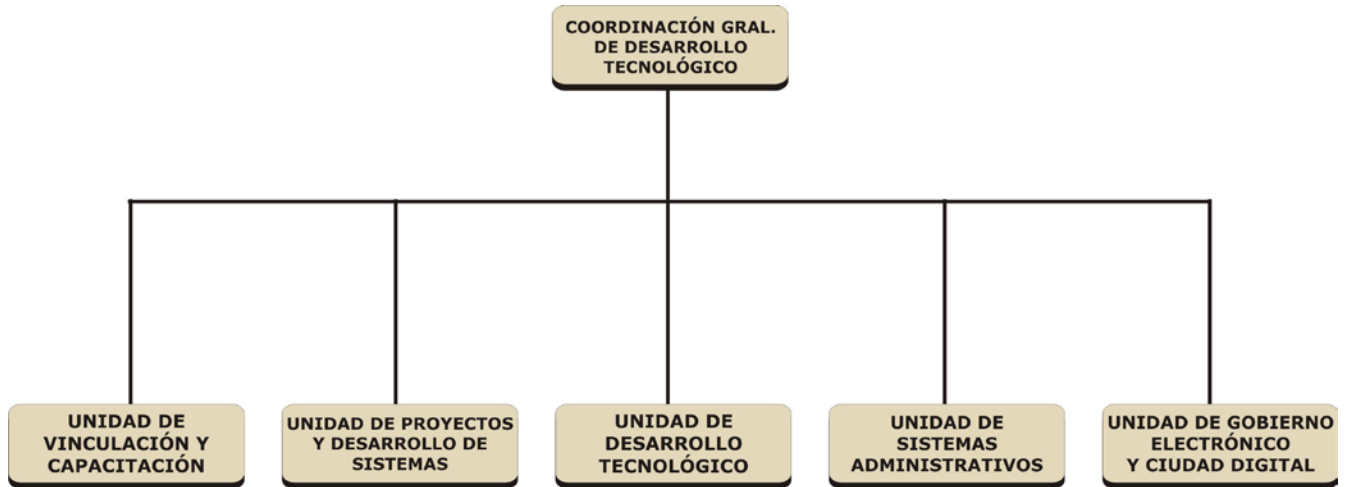 COORDINACIÓN GRAL.
DE DESARROLLO
TECNOLÓGICO
UNIDAD DE
VINCULACIÓN Y
CAPACITACIÓN
UNIDAD DE PROYECTOS
Y DESARROLLO DE
SISTEMAS
UNIDAD DE
DESARROLLO
TECNOLÓGICO
UNIDAD DE
SISTEMAS
ADMINISTRATIVOS
UNIDAD DE GOBIERNO
ELECTRÓNICO
Y CIUDAD DIGITAL